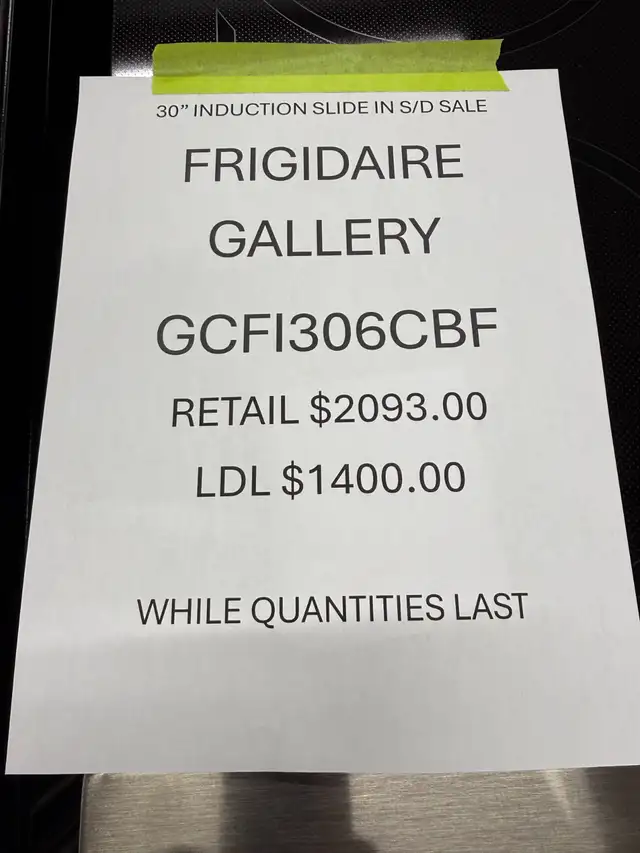 30” INDUCTION SLIDE IN S/D SALE
FRIGIDAIRE
GALLERY
GCFI306CBF
RETAIL $2093.00
LDL $1400.00
WHILE QUANTITIES LAST